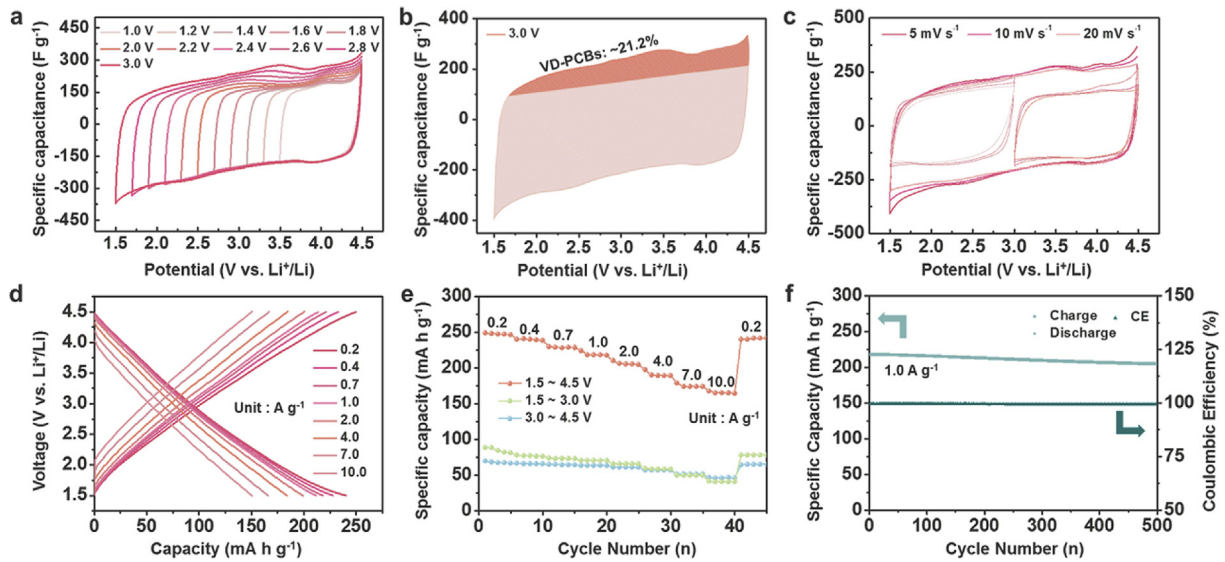 a
1.0 V 1.2 V 1.4 V 1.6 V 1.8 V
2.0 V 2.2 V 2.4 V 2.6 V 2.8 V
3.0 V
450
300
150
0
-150
-300
-450
Specific capacitance (F g⁻¹)
1.5 2.0 2.5 3.0 3.5 4.0 4.5
Potential (V vs. Li⁺/Li)
b
3.0 V
VD-PCBs: ~21.2%
400
200
0
-200
-400
Specific capacitance (F g⁻¹)
1.5 2.0 2.5 3.0 3.5 4.0 4.5
Potential (V vs. Li⁺/Li)
c
5 mV s⁻¹ 10 mV s⁻¹ 20 mV s⁻¹
500
250
0
-250
-500
Specific capacitance (F g⁻¹)
1.5 2.0 2.5 3.0 3.5 4.0 4.5
Potential (V vs. Li⁺/Li)
d
4.5
4.0
3.5
3.0
2.5
2.0
1.5
Voltage (V vs. Li⁺/Li)
0.2
0.4
0.7
1.0
2.0
4.0
7.0
10.0
Unit : A g⁻¹
0 50 100 150 200 250
Capacity (mA h g⁻¹)
e
300
250
200
150
100
50
0
Specific capacity (mA h g⁻¹)
0.2 0.4 0.7 1.0 2.0 4.0 7.0 10.0 0.2
1.5 ~ 4.5 V
1.5 ~ 3.0 V
3.0 ~ 4.5 V
Unit : A g⁻¹
0 10 20 30 40
Cycle Number (n)
f
300
250
200
150
100
50
0
Specific Capacity (mA h g⁻¹)
Charge CE
Discharge
1.0 A g⁻¹
150
125
100
75
50
Coulombic Efficiency (%)
0 100 200 300 400 500
Cycle Number (n)